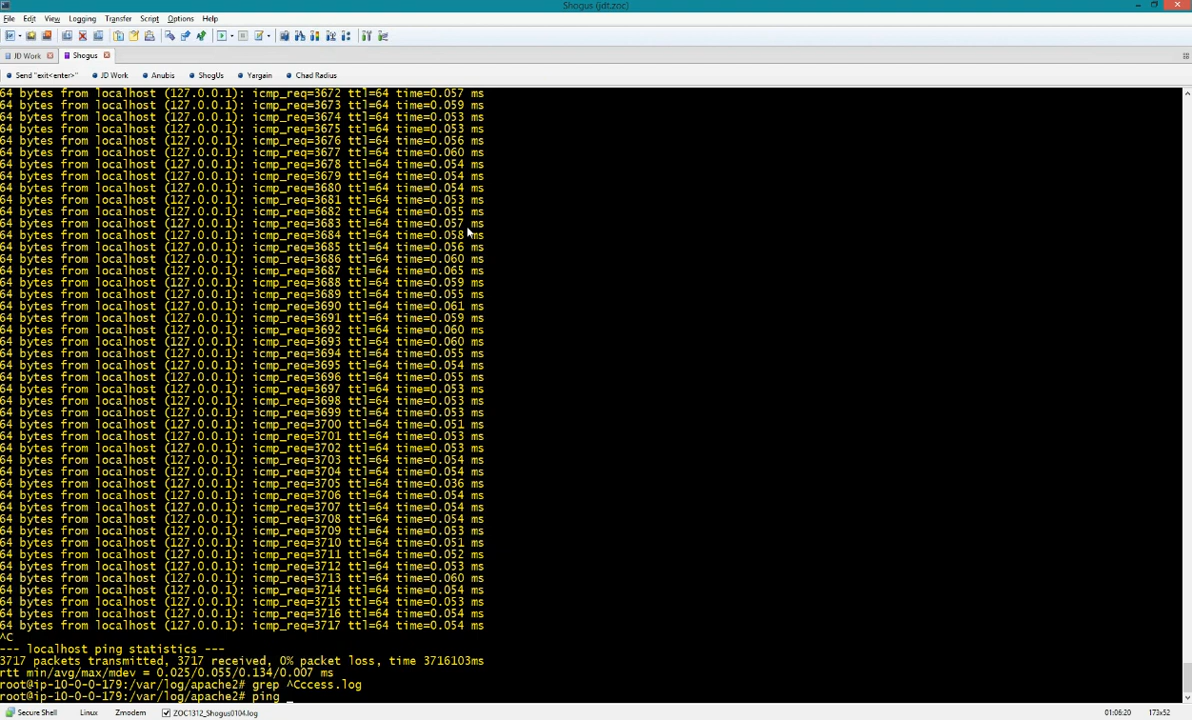 Shogus (jdt.zoc)
File Edit View Logging Transfer Script Options Help
JD Work Shogus
Send "exit<enter>" JD Work Anubis ShogUs Yargain Chad Radius
64 bytes from localhost (127.0.0.1): icmp_req=3672 ttl=64 time=0.057 ms
64 bytes from localhost (127.0.0.1): icmp_req=3673 ttl=64 time=0.059 ms
64 bytes from localhost (127.0.0.1): icmp_req=3674 ttl=64 time=0.053 ms
64 bytes from localhost (127.0.0.1): icmp_req=3675 ttl=64 time=0.053 ms
64 bytes from localhost (127.0.0.1): icmp_req=3676 ttl=64 time=0.056 ms
64 bytes from localhost (127.0.0.1): icmp_req=3677 ttl=64 time=0.060 ms
64 bytes from localhost (127.0.0.1): icmp_req=3678 ttl=64 time=0.054 ms
64 bytes from localhost (127.0.0.1): icmp_req=3679 ttl=64 time=0.054 ms
64 bytes from localhost (127.0.0.1): icmp_req=3680 ttl=64 time=0.054 ms
64 bytes from localhost (127.0.0.1): icmp_req=3681 ttl=64 time=0.053 ms
64 bytes from localhost (127.0.0.1): icmp_req=3682 ttl=64 time=0.055 ms
64 bytes from localhost (127.0.0.1): icmp_req=3683 ttl=64 time=0.057 ms
64 bytes from localhost (127.0.0.1): icmp_req=3684 ttl=64 time=0.058 ms
64 bytes from localhost (127.0.0.1): icmp_req=3685 ttl=64 time=0.056 ms
64 bytes from localhost (127.0.0.1): icmp_req=3686 ttl=64 time=0.060 ms
64 bytes from localhost (127.0.0.1): icmp_req=3687 ttl=64 time=0.065 ms
64 bytes from localhost (127.0.0.1): icmp_req=3688 ttl=64 time=0.059 ms
64 bytes from localhost (127.0.0.1): icmp_req=3689 ttl=64 time=0.055 ms
64 bytes from localhost (127.0.0.1): icmp_req=3690 ttl=64 time=0.061 ms
64 bytes from localhost (127.0.0.1): icmp_req=3691 ttl=64 time=0.059 ms
64 bytes from localhost (127.0.0.1): icmp_req=3692 ttl=64 time=0.060 ms
64 bytes from localhost (127.0.0.1): icmp_req=3693 ttl=64 time=0.060 ms
64 bytes from localhost (127.0.0.1): icmp_req=3694 ttl=64 time=0.055 ms
64 bytes from localhost (127.0.0.1): icmp_req=3695 ttl=64 time=0.054 ms
64 bytes from localhost (127.0.0.1): icmp_req=3696 ttl=64 time=0.055 ms
64 bytes from localhost (127.0.0.1): icmp_req=3697 ttl=64 time=0.053 ms
64 bytes from localhost (127.0.0.1): icmp_req=3698 ttl=64 time=0.053 ms
64 bytes from localhost (127.0.0.1): icmp_req=3699 ttl=64 time=0.053 ms
64 bytes from localhost (127.0.0.1): icmp_req=3700 ttl=64 time=0.051 ms
64 bytes from localhost (127.0.0.1): icmp_req=3701 ttl=64 time=0.053 ms
64 bytes from localhost (127.0.0.1): icmp_req=3702 ttl=64 time=0.053 ms
64 bytes from localhost (127.0.0.1): icmp_req=3703 ttl=64 time=0.054 ms
64 bytes from localhost (127.0.0.1): icmp_req=3704 ttl=64 time=0.054 ms
64 bytes from localhost (127.0.0.1): icmp_req=3705 ttl=64 time=0.036 ms
64 bytes from localhost (127.0.0.1): icmp_req=3706 ttl=64 time=0.054 ms
64 bytes from localhost (127.0.0.1): icmp_req=3707 ttl=64 time=0.054 ms
64 bytes from localhost (127.0.0.1): icmp_req=3708 ttl=64 time=0.054 ms
64 bytes from localhost (127.0.0.1): icmp_req=3709 ttl=64 time=0.053 ms
64 bytes from localhost (127.0.0.1): icmp_req=3710 ttl=64 time=0.051 ms
64 bytes from localhost (127.0.0.1): icmp_req=3711 ttl=64 time=0.052 ms
64 bytes from localhost (127.0.0.1): icmp_req=3712 ttl=64 time=0.053 ms
64 bytes from localhost (127.0.0.1): icmp_req=3713 ttl=64 time=0.060 ms
64 bytes from localhost (127.0.0.1): icmp_req=3714 ttl=64 time=0.054 ms
64 bytes from localhost (127.0.0.1): icmp_req=3715 ttl=64 time=0.053 ms
64 bytes from localhost (127.0.0.1): icmp_req=3716 ttl=64 time=0.054 ms
64 bytes from localhost (127.0.0.1): icmp_req=3717 ttl=64 time=0.054 ms
^C
--- localhost ping statistics ---
3717 packets transmitted, 3717 received, 0% packet loss, time 3716103ms
rtt min/avg/max/mdev = 0.025/0.055/0.134/0.007 ms
root@ip-10-0-0-179:/var/log/apache2# grep ^Cccess.log
root@ip-10-0-0-179:/var/log/apache2# ping _
Secure Shell Linux Zmodem ZOC1312_Shogus0104.log 01:06:20 173x52